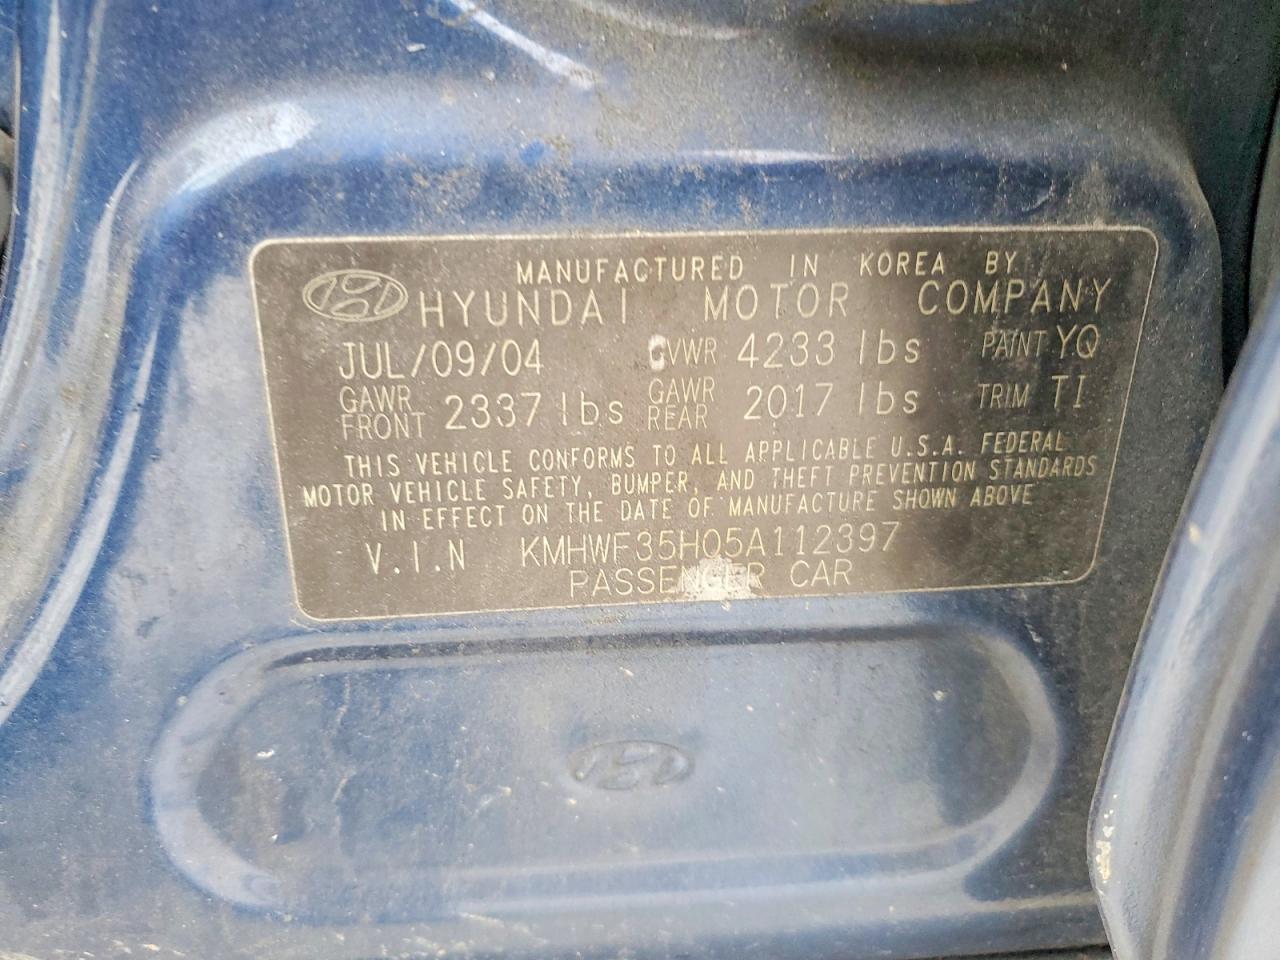 MANUFACTURED IN KOREA BY
HYUNDAI MOTOR COMPANY
JUL/09/04 GVWR 4233 lbs PAINT YQ
GAWR FRONT 2337 lbs GAWR REAR 2017 lbs TRIM TI
THIS VEHICLE CONFORMS TO ALL APPLICABLE U.S.A. FEDERAL
MOTOR VEHICLE SAFETY, BUMPER, AND THEFT PREVENTION STANDARDS
IN EFFECT ON THE DATE OF MANUFACTURE SHOWN ABOVE
V.I.N KMHWF35H05A112397
PASSENGER CAR